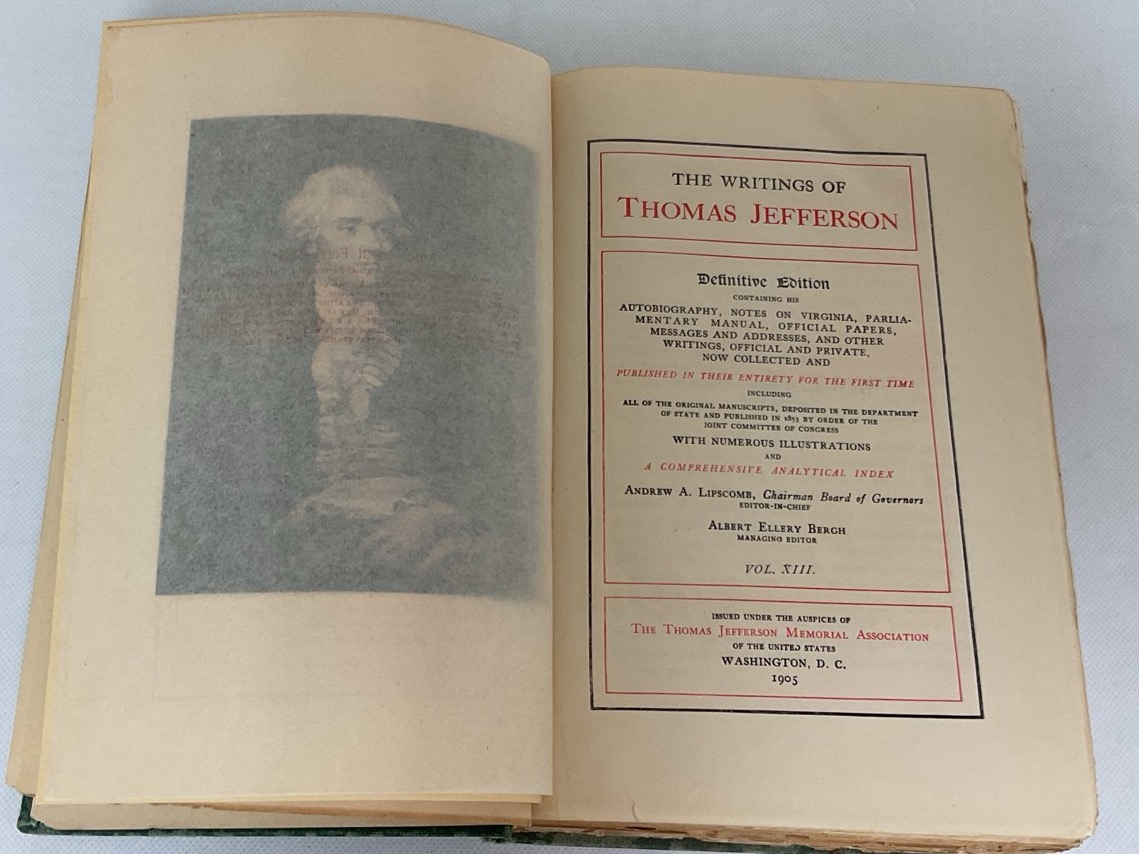 THE WRITINGS OF
THOMAS JEFFERSON
Definitive Edition
CONTAINING HIS
AUTOBIOGRAPHY, NOTES ON VIRGINIA, PARLIA-
MENTARY MANUAL, OFFICIAL PAPERS,
MESSAGES AND ADDRESSES, AND OTHER
WRITINGS, OFFICIAL AND PRIVATE,
NOW COLLECTED AND
PUBLISHED IN THEIR ENTIRETY FOR THE FIRST TIME
INCLUDING
ALL OF THE ORIGINAL MANUSCRIPTS, DEPOSITED IN THE DEPARTMENT
OF STATE AND PUBLISHED IN 1853 BY ORDER OF THE
JOINT COMMITTEE OF CONGRESS
WITH NUMEROUS ILLUSTRATIONS
AND
A COMPREHENSIVE ANALYTICAL INDEX
ANDREW A. LIPSCOMB, Chairman Board of Governors
EDITOR-IN-CHIEF
ALBERT ELLERY BERGH
MANAGING EDITOR
VOL. XIII.
ISSUED UNDER THE AUSPICES OF
THE THOMAS JEFFERSON MEMORIAL ASSOCIATION
OF THE UNITED STATES
WASHINGTON, D. C.
1905